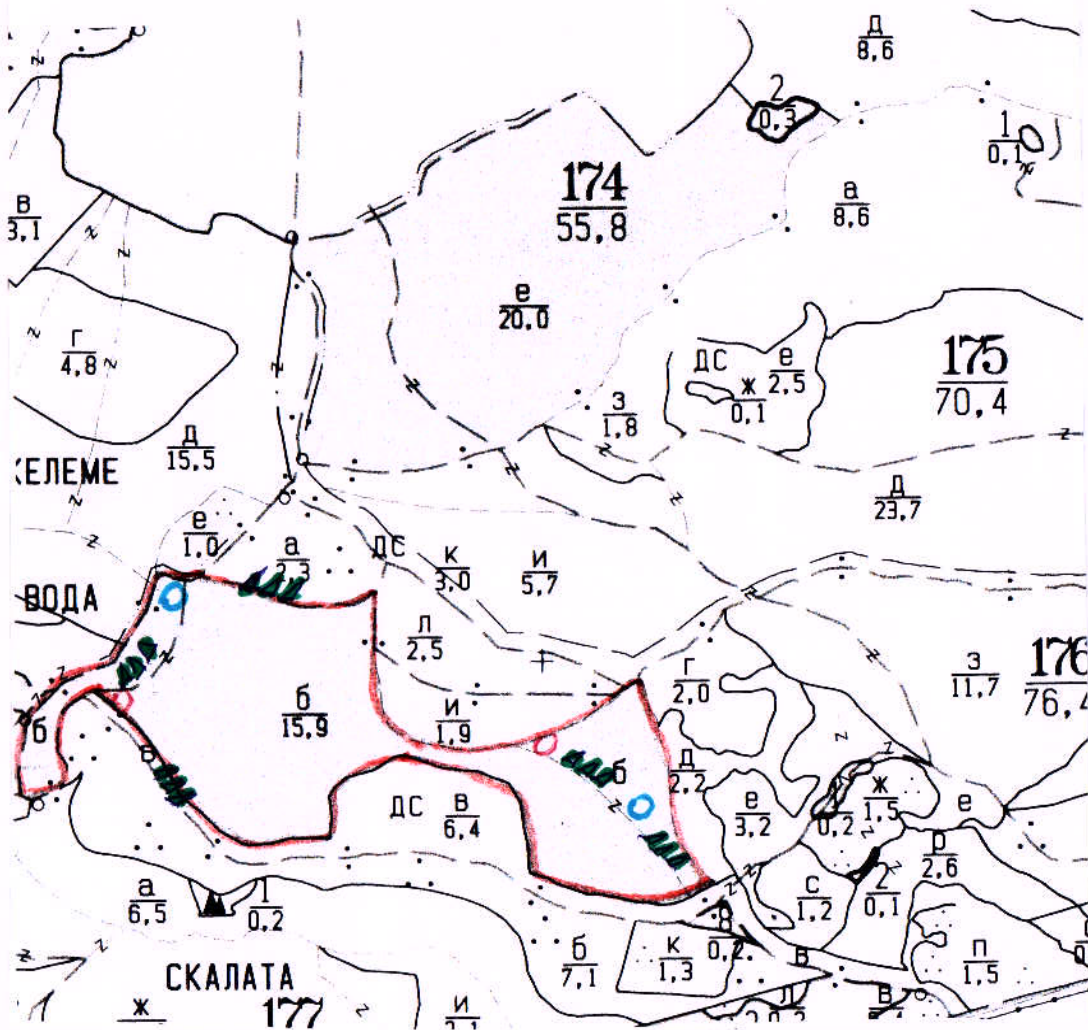 Д
8,6
2
0,3
1
0,1
174
55,8
а
8,6
В
3,1
е
20,0
Г
4,8
ДС
Ж
0,1
е
2,5
175
70,4
З
1,8
Д
15,5
Д
23,7
е
1,0
а
2,3
ДС
К
3,0
И
5,7
ВОДА
Л
2,5
Г
2,0
З
11,7
176
76,4
б
б
15,9
И
1,9
б
Д
2,2
В
ДС
В
6,4
е
3,2
1
0,2
Ж
1,5
е
Р
2,6
а
6,5
1
0,2
С
1,2
2
0,1
8
0,2
б
7,1
К
1,3
В
П
1,5
СКАЛАТА
Ж
177
И
Л
В